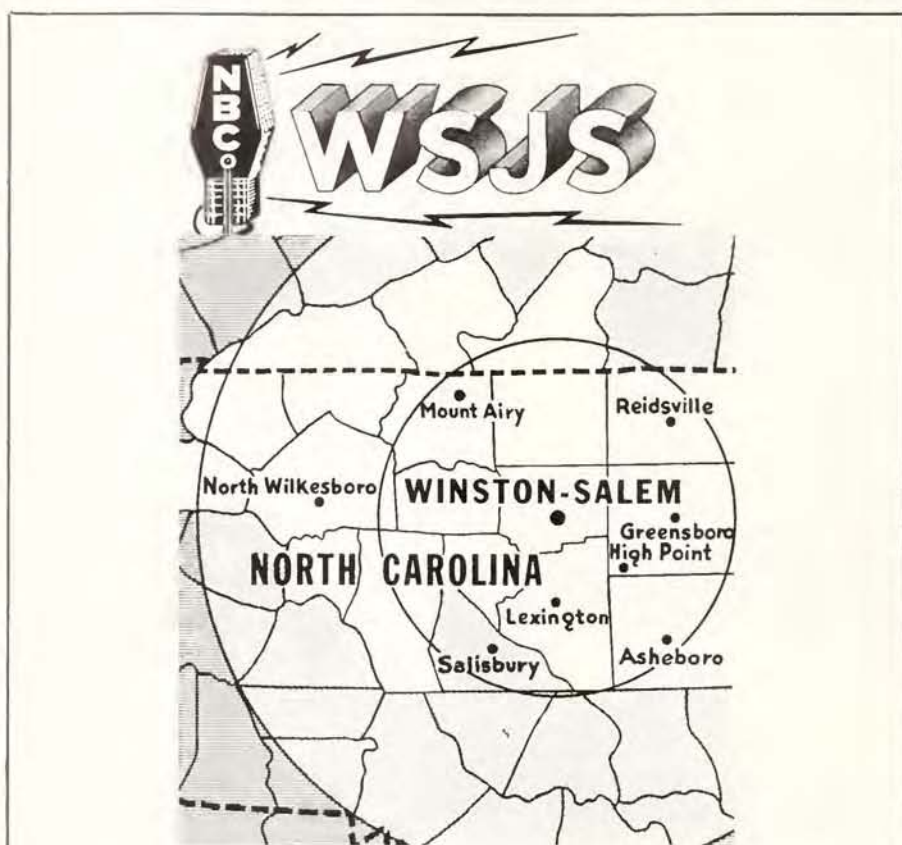 NBC
WSJS
Mount Airy
Reidsville
North Wilkesboro
WINSTON-SALEM
Greensboro
High Point
NORTH CAROLINA
Lexington
Salisbury
Asheboro